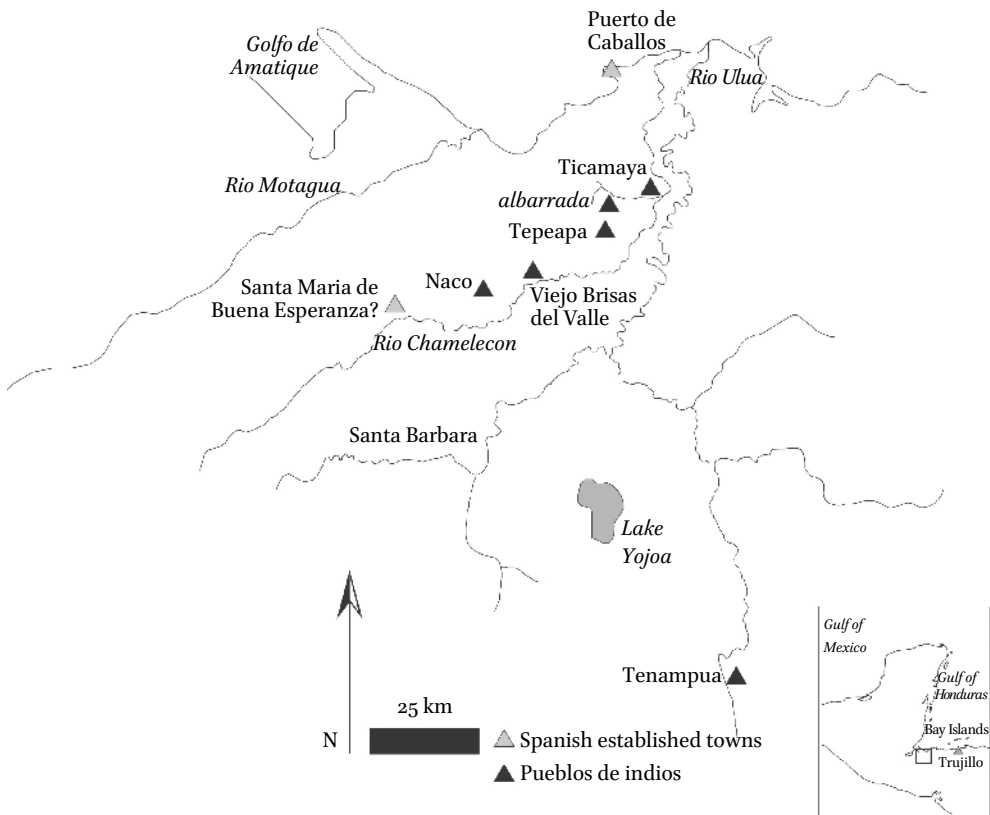 Puerto de
Caballos
Golfo de
Amatique
Rio Ulua
Ticamaya
Rio Motagua
albarrada
Tepeapa
Santa Maria de
Buena Esperanza?
Naco
Viejo Brisas
del Valle
Rio Chamelecon
Santa Barbara
Lake
Yojoa
Tenampua
25 km
N
Spanish established towns
Pueblos de indios
Gulf of
Mexico
Gulf of
Honduras
Bay Islands
Trujillo